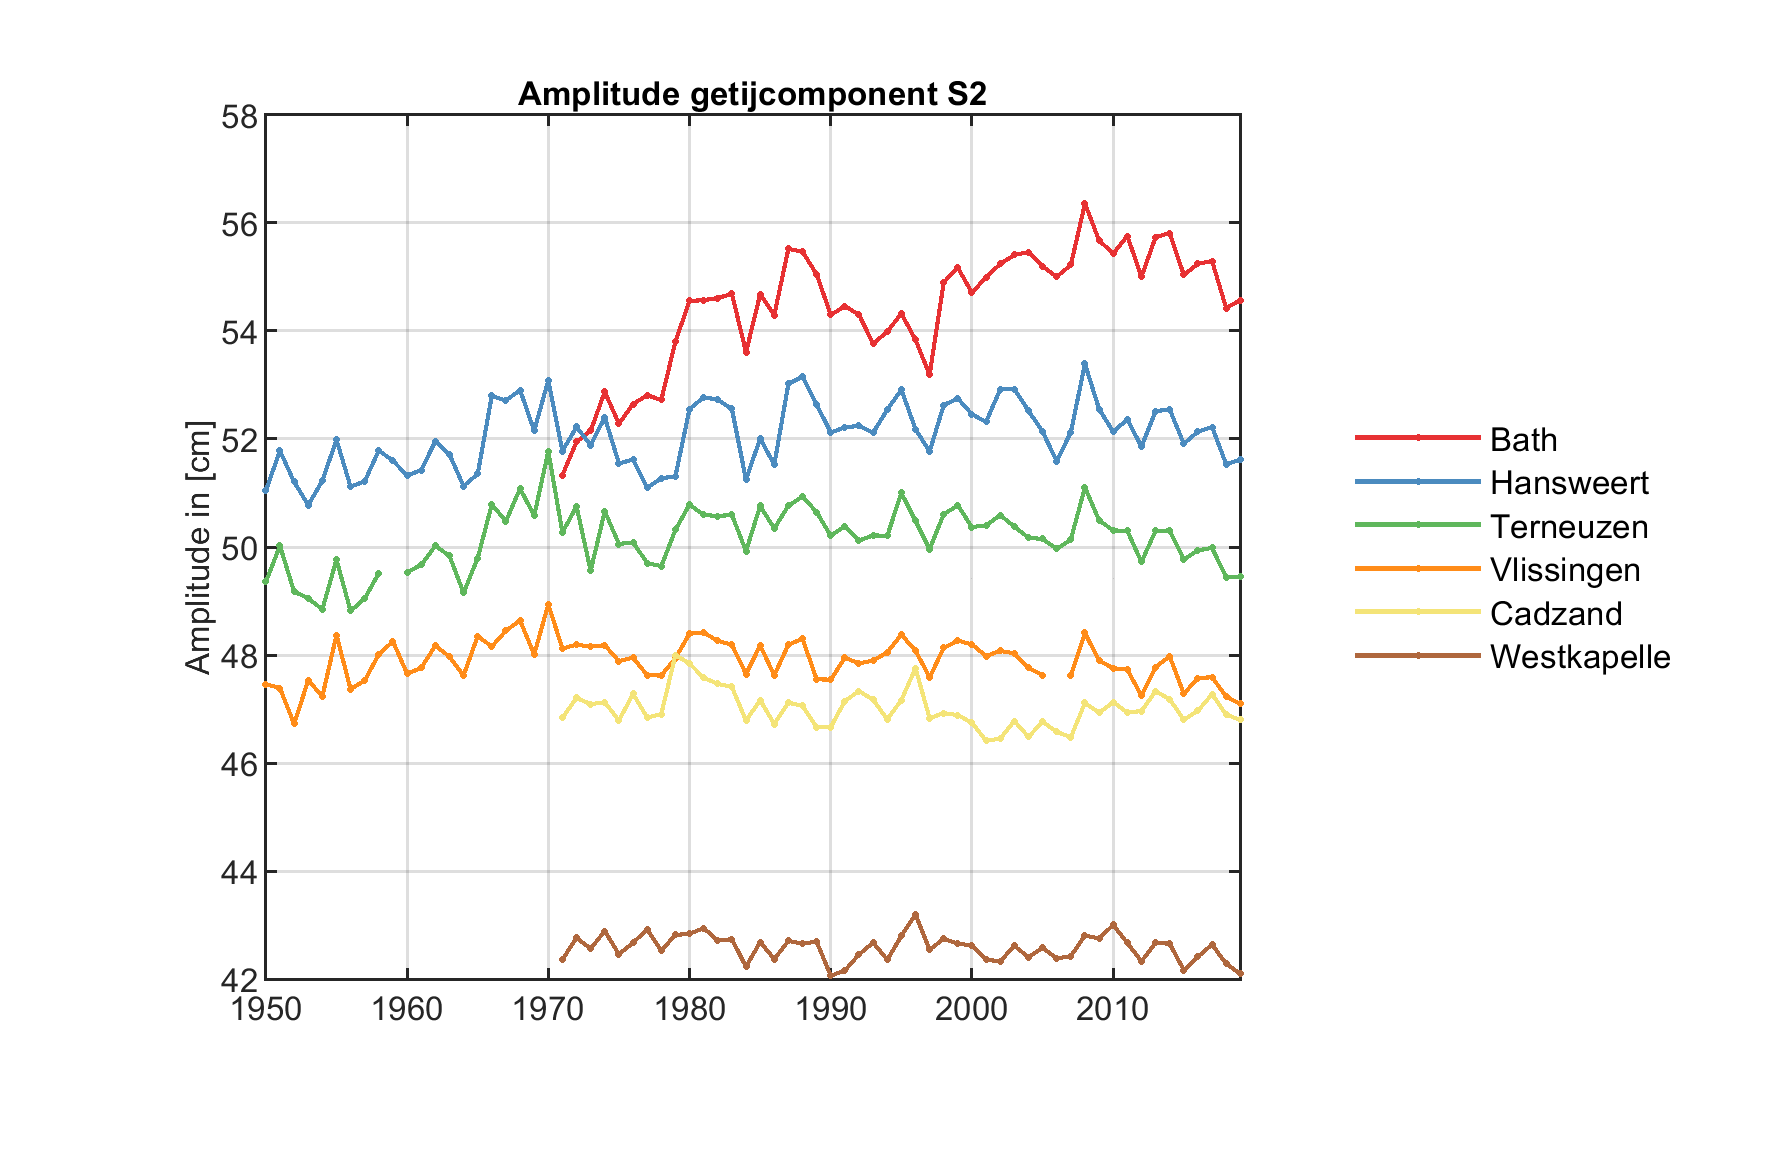 Amplitude getijcomponent S2
58
56
54
52
50
48
46
44
42
Amplitude in [cm]
1950 1960 1970 1980 1990 2000 2010
Bath
Hansweert
Terneuzen
Vlissingen
Cadzand
Westkapelle